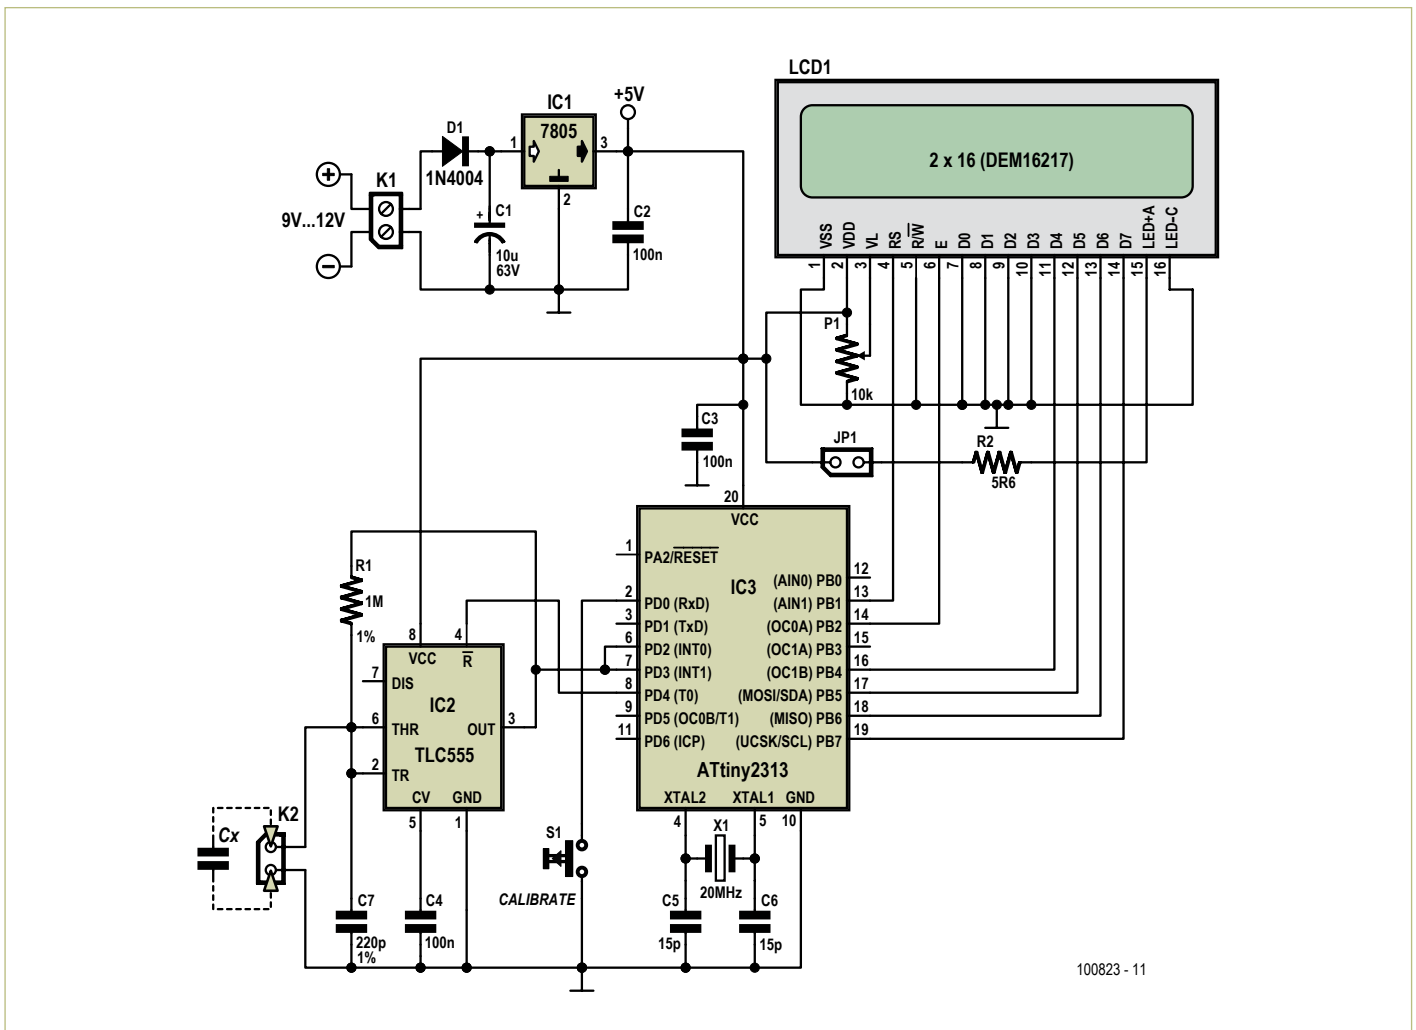 LCD1
2 x 16 (DEM16217)
VSS
VDD
VL
RS
R/W
E
D0
D1
D2
D3
D4
D5
D6
D7
LED+A
LED-C
1
2
3
4
5
6
7
8
9
10
11
12
13
14
15
16
+5V
IC1
7805
1
3
2
D1
1N4004
K1
9V...12V
C1
+
10u
63V
C2
100n
P1
10k
C3
100n
JP1
R2
5R6
R1
1M
1%
20
VCC
1
PA2/RESET
IC3
2
PD0 (RxD)
3
PD1 (TxD)
6
PD2 (INT0)
7
PD3 (INT1)
8
PD4 (T0)
9
PD5 (OC0B/T1)
11
PD6 (ICP)
(AIN0) PB0
12
(AIN1) PB1
13
(OC0A) PB2
14
(OC1A) PB3
15
(OC1B) PB4
16
(MOSI/SDA) PB5
17
(MISO) PB6
18
(UCSK/SCL) PB7
19
ATtiny2313
XTAL2
XTAL1
GND
4
5
10
8
4
VCC
R
7
DIS
IC2
6
THR
OUT
3
TLC555
2
TR
CV
GND
5
1
K2
Cx
S1
CALIBRATE
X1
20MHz
C7
220p
1%
C4
100n
C5
15p
C6
15p
100823 - 11